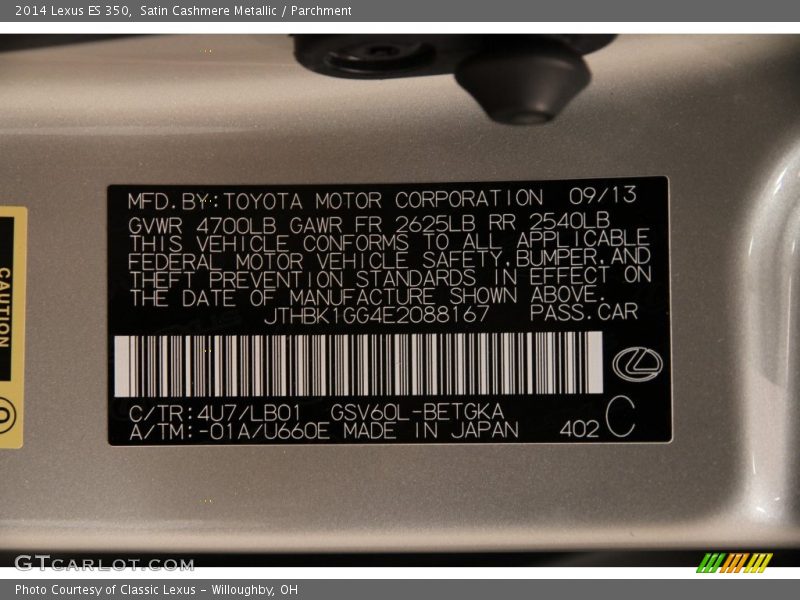 2014 Lexus ES 350, Satin Cashmere Metallic / Parchment
MFD.BY:TOYOTA MOTOR CORPORATION 09/13
GVWR 4700LB GAWR FR 2625LB RR 2540LB
THIS VEHICLE CONFORMS TO ALL APPLICABLE
FEDERAL MOTOR VEHICLE SAFETY,BUMPER,AND
THEFT PREVENTION STANDARDS IN EFFECT ON
THE DATE OF MANUFACTURE SHOWN ABOVE.
JTHBK1GG4E2088167 PASS.CAR
C/TR:4U7/LB01 GSV60L-BETGKA
A/TM:-01A/U660E MADE IN JAPAN 402 C
CAUTION
GTCARLOT.COM
Photo Courtesy of Classic Lexus - Willoughby, OH